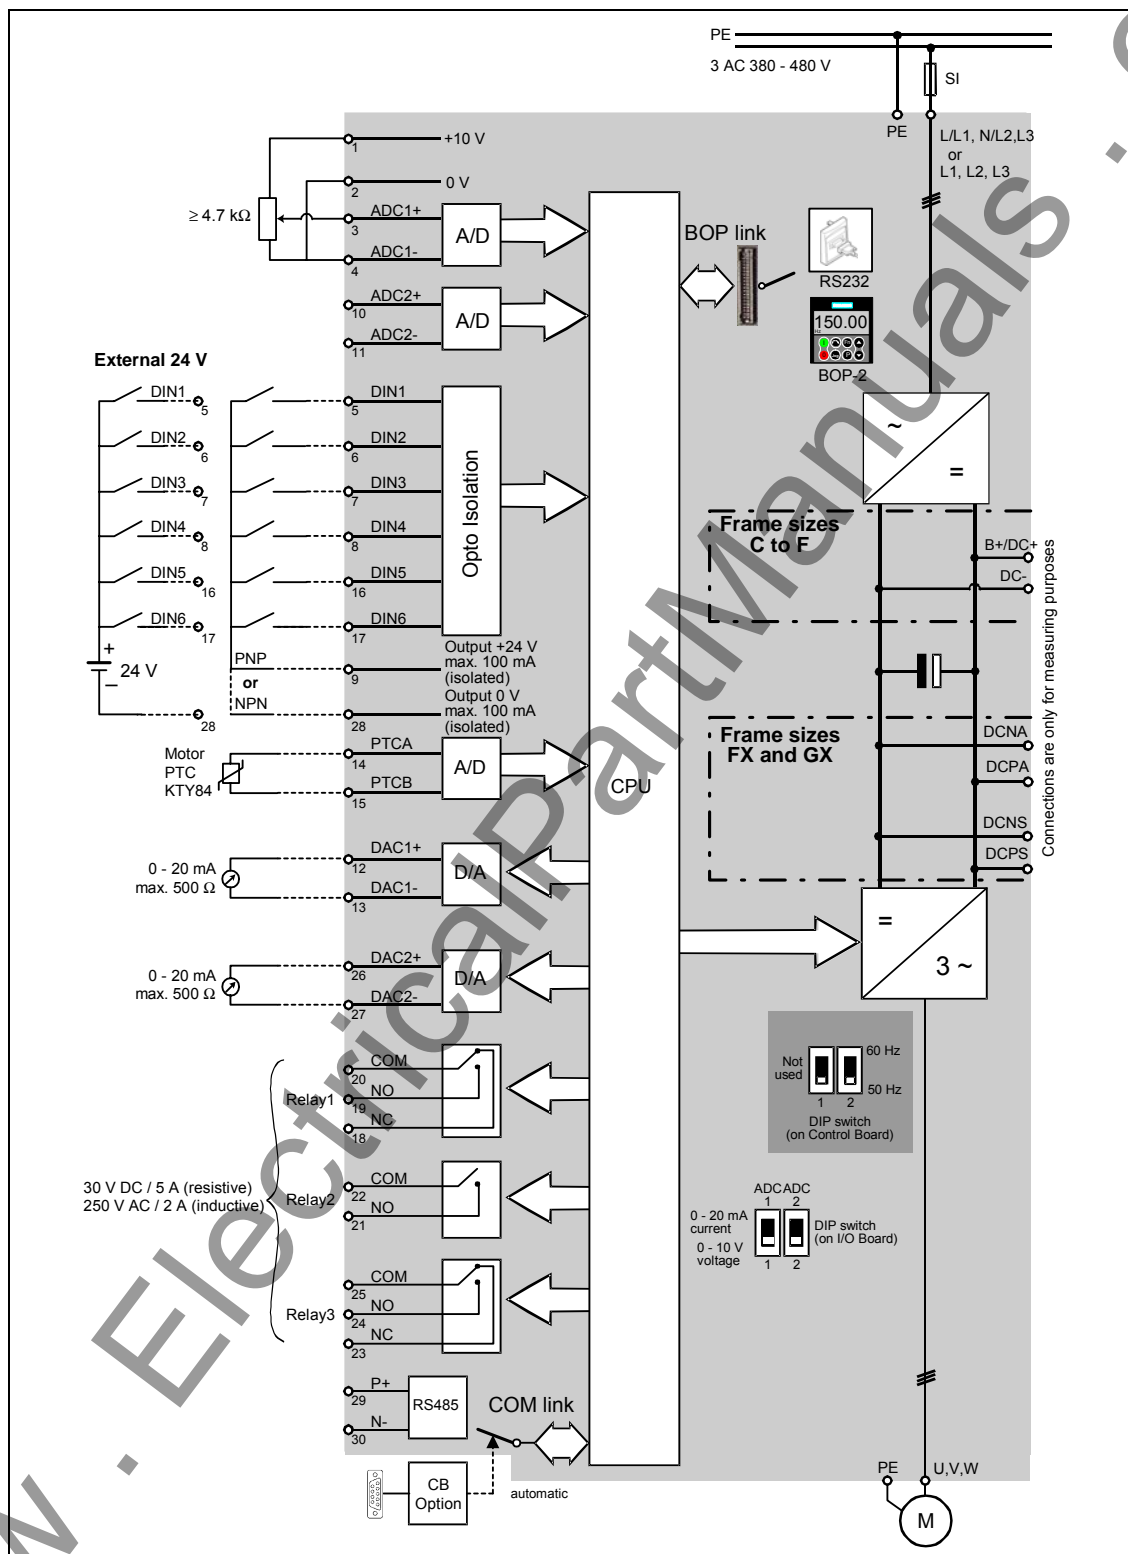 PE
3 AC 380 - 480 V
SI
PE
L/L1, N/L2,L3
or
L1, L2, L3
1
+10 V
2
0 V
≥ 4.7 kΩ
ADC1+
3
A/D
ADC1-
4
BOP link
RS232
ADC2+
10
A/D
ADC2-
11
150.00
Hz
BOP-2
External 24 V
DIN1
5
DIN1
5
DIN2
6
DIN2
6
DIN3
7
DIN3
7
DIN4
8
DIN4
8
DIN5
16
DIN5
16
DIN6
17
DIN6
17
Opto Isolation
~
=
Frame sizes
C to F
B+/DC+
DC-
Connections are only for measuring purposes
+
24 V
–
28
PNP
or
NPN
9
Output +24 V
max. 100 mA
(isolated)
Output 0 V
max. 100 mA
(isolated)
28
Motor
PTC
KTY84
PTCA
14
A/D
PTCB
15
CPU
Frame sizes
FX and GX
DCNA
DCPA
DCNS
DCPS
0 - 20 mA
max. 500 Ω
DAC1+
12
D/A
DAC1-
13
=
3 ~
0 - 20 mA
max. 500 Ω
DAC2+
26
D/A
DAC2-
27
Not
used
60 Hz
50 Hz
1 2
DIP switch
(on Control Board)
Relay1
COM
20
NO
19
NC
18
30 V DC / 5 A (resistive)
250 V AC / 2 A (inductive)
Relay2
COM
22
NO
21
ADC ADC
1 2
0 - 20 mA
current
0 - 10 V
voltage
DIP switch
(on I/O Board)
1 2
Relay3
COM
25
NO
24
NC
23
P+
29
RS485
N-
30
COM link
CB
Option
automatic
PE
U,V,W
M
w . ElectricalPartManuals .